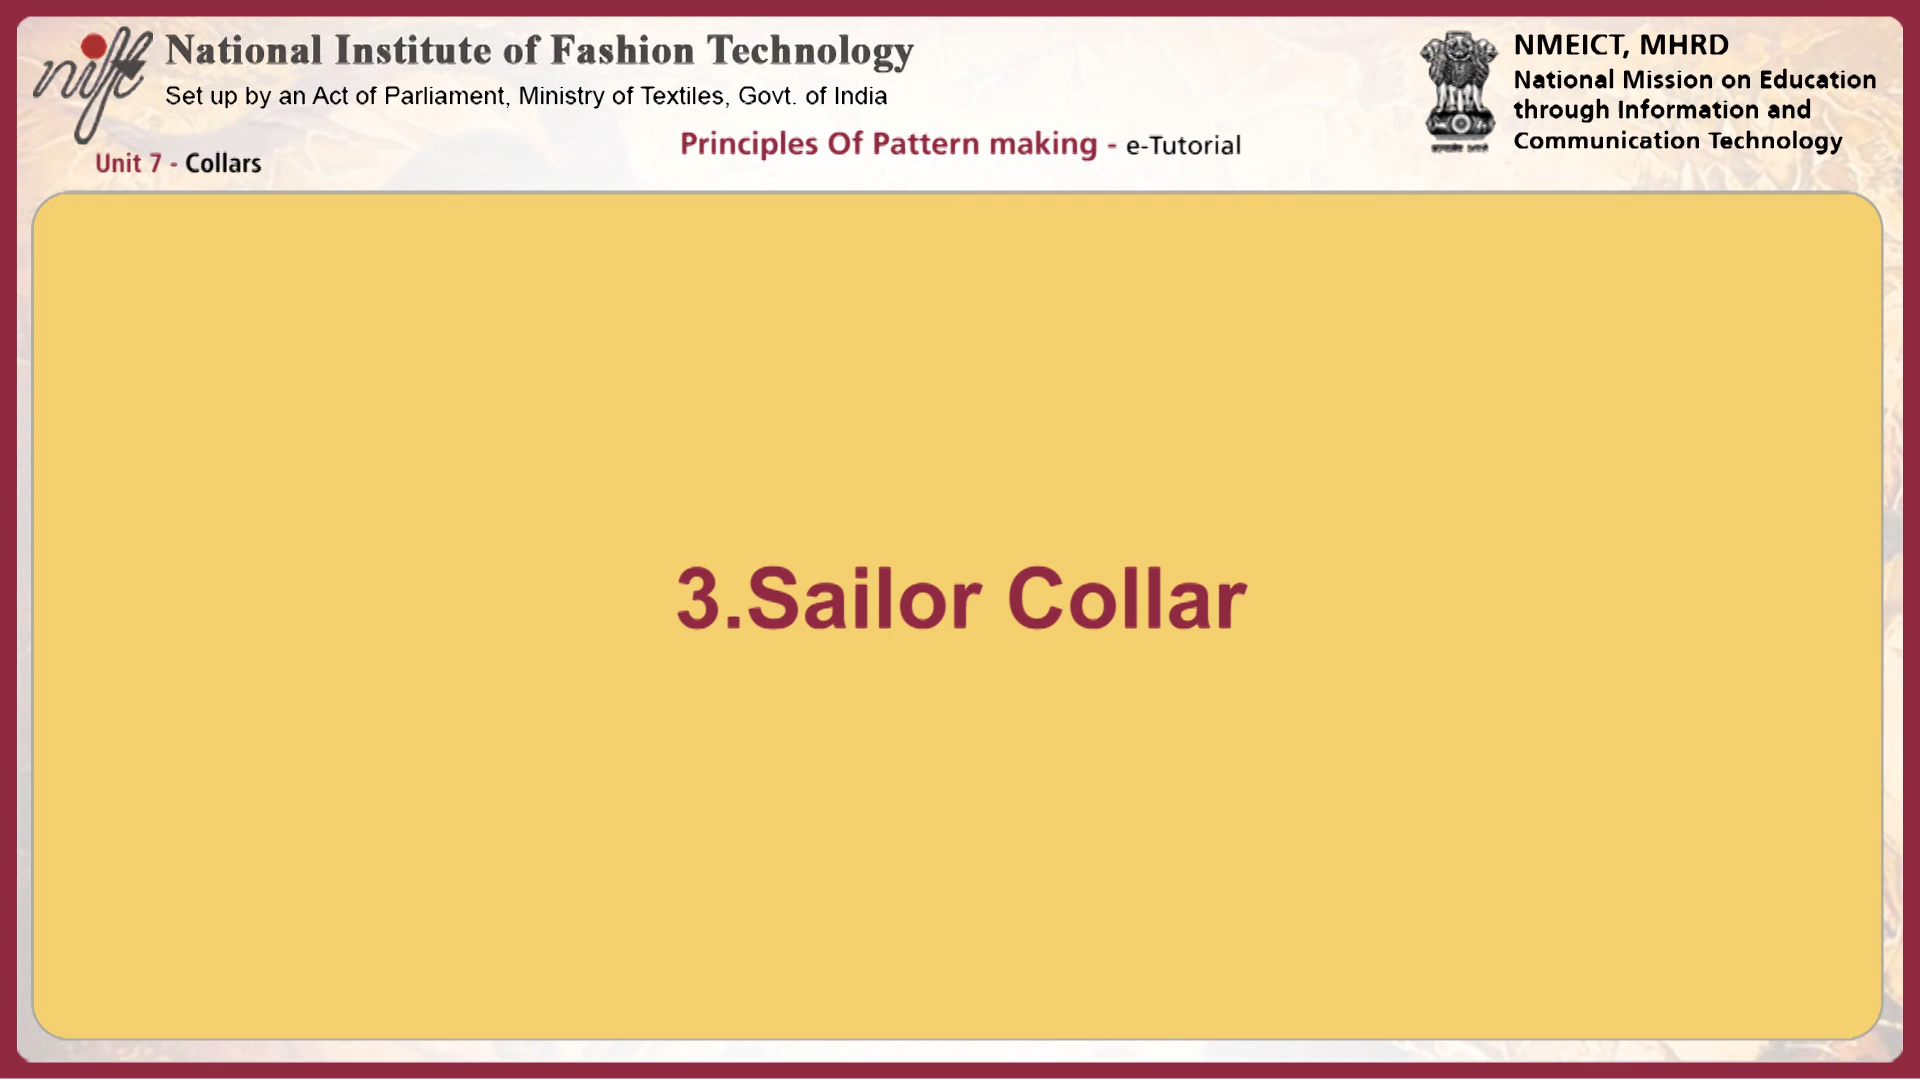 nift
National Institute of Fashion Technology
Set up by an Act of Parliament, Ministry of Textiles, Govt. of India
Unit 7 - Collars
Principles Of Pattern making - e-Tutorial
NMEICT, MHRD
National Mission on Education
through Information and
Communication Technology
3.Sailor Collar